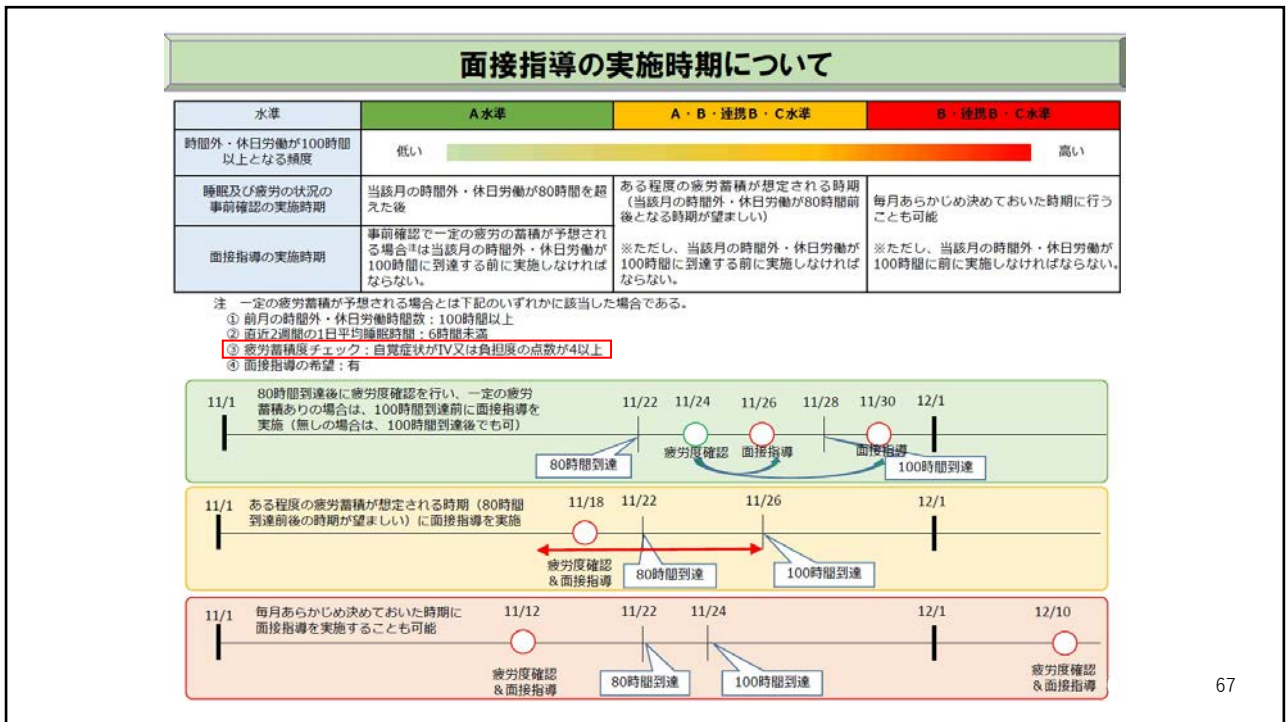 面接指導の実施時期について
水準
A水準
A・B・連携B・C水準
B・連携B・C水準
時間外・休日労働が100時間
以上となる頻度
低い
高い
睡眠及び疲労の状況の
事前確認の実施時期
当該月の時間外・休日労働が80時間を超
えた後
ある程度の疲労蓄積が想定される時期
（当該月の時間外・休日労働が80時間前
後となる時期が望ましい）
※ただし、当該月の時間外・休日労働が
100時間に到達する前に実施しなければ
ならない。
毎月あらかじめ決めておいた時期に行う
ことも可能
※ただし、当該月の時間外・休日労働が
100時間に前に実施しなければならない。
面接指導の実施時期
事前確認で一定の疲労の蓄積が予想され
る場合注は当該月の時間外・休日労働が
100時間に到達する前に実施しなければ
ならない。
注　一定の疲労蓄積が予想される場合とは下記のいずれかに該当した場合である。
① 前月の時間外・休日労働時間数：100時間以上
② 直近2週間の1日平均睡眠時間：6時間未満
③ 疲労蓄積度チェック：自覚症状がIV又は負担度の点数が4以上
④ 面接指導の希望：有
11/1
80時間到達後に疲労度確認を行い、一定の疲労
蓄積ありの場合は、100時間到達前に面接指導を
実施（無しの場合は、100時間到達後でも可）
11/22 11/24 11/26 11/28 11/30 12/1
80時間到達
疲労度確認
面接指導
面接指導
100時間到達
11/1
ある程度の疲労蓄積が想定される時期（80時間
到達前後の時期が望ましい）に面接指導を実施
11/18 11/22 11/26 12/1
疲労度確認
＆面接指導
80時間到達
100時間到達
11/1
毎月あらかじめ決めておいた時期に
面接指導を実施することも可能
11/12 11/22 11/24 12/1 12/10
疲労度確認
＆面接指導
80時間到達
100時間到達
疲労度確認
＆面接指導
67